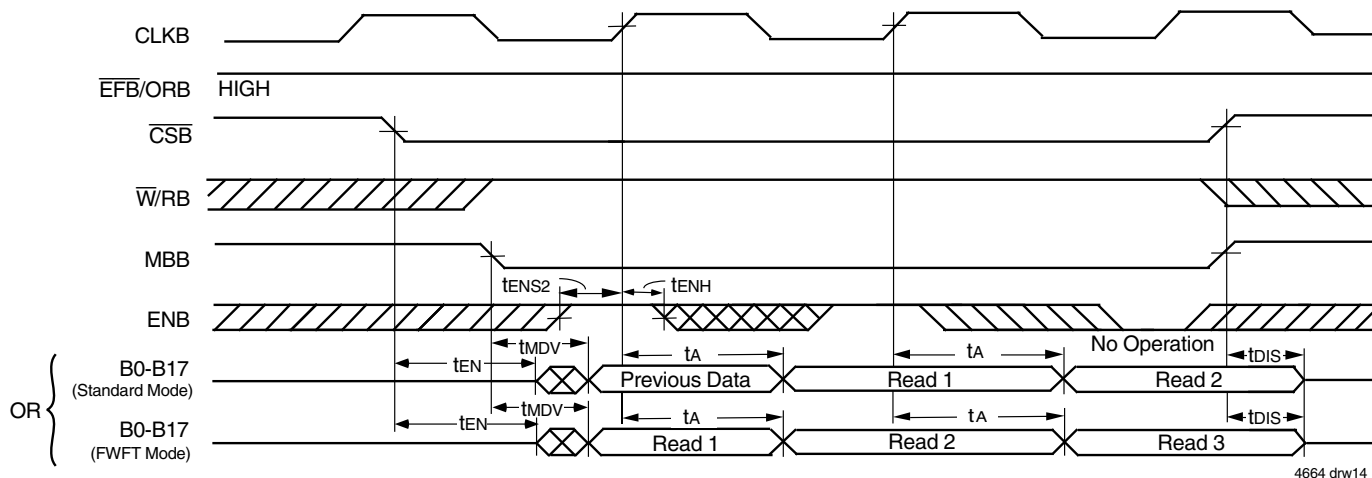 CLKB
EFB/ORB HIGH
CSB
W/RB
MBB
tENS2 tENH
ENB
No Operation
tMDV
tEN tA tA tDIS
B0-B17
(Standard Mode)
Previous Data Read 1 Read 2
OR
tMDV
tEN tA tA tDIS
B0-B17
(FWFT Mode)
Read 1 Read 2 Read 3
4664 drw14